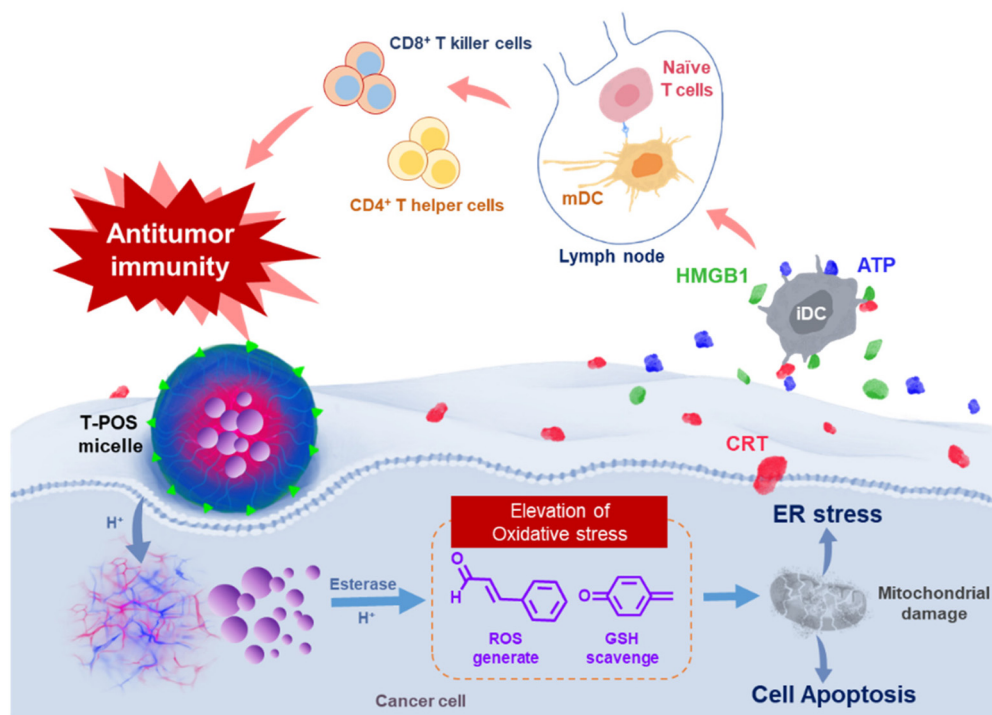 CD8⁺ T killer cells
Naïve
T cells
mDC
CD4⁺ T helper cells
Lymph node
Antitumor
immunity
HMGB1
ATP
iDC
T-POS
micelle
CRT
H⁺
Elevation of
Oxidative stress
ER stress
Esterase
H⁺
O
H
O
ROS
generate
GSH
scavenge
Mitochondrial
damage
Cell Apoptosis
Cancer cell